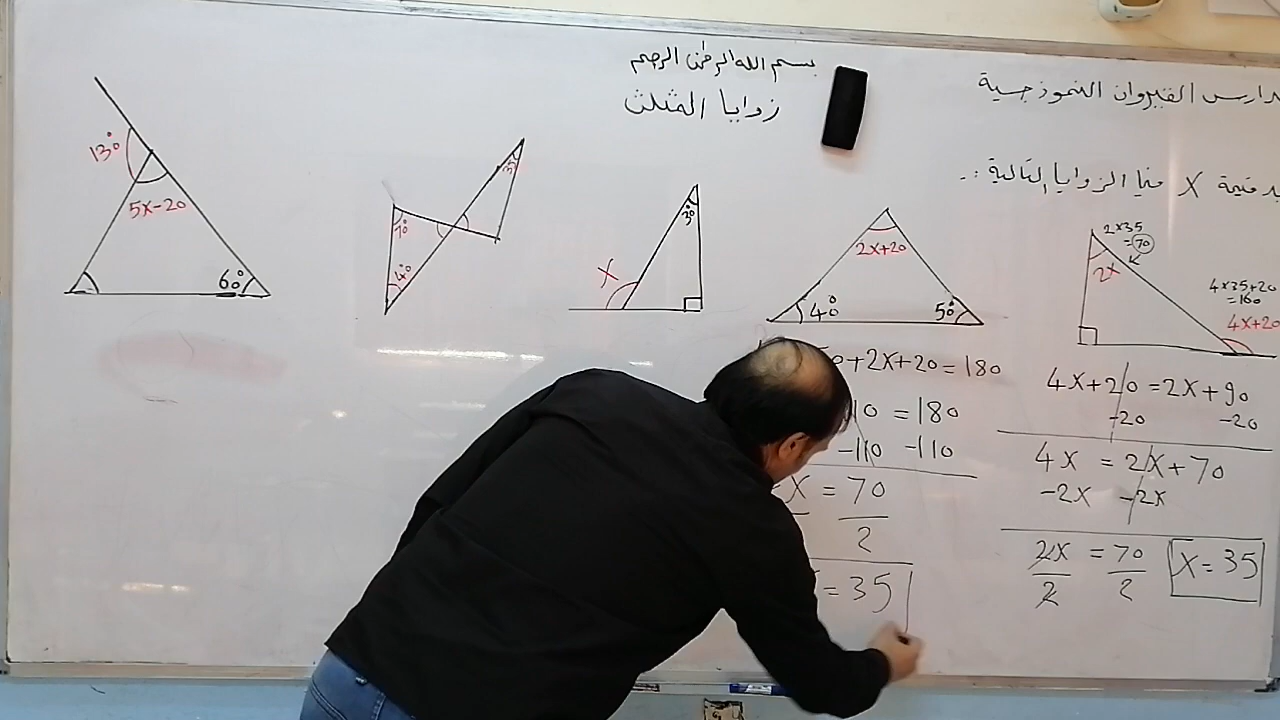 بسم الله الرحمن الرحيم
زوايا المثلث
مدارس القيروان النموذجية
قيمة X في الزوايا التالية :.
130
5x-20
60
70
40
30
X
30
2x+20
40
50
2x35
=70
2x
4x35+20
=160
4x+20
50+2x+20=180
110 = 180
-110 -110
x = 70
2
= 35
4x+20 =2x+90
-20 -20
4x = 2x+70
-2x -2x
2x = 70
2 2
x= 35